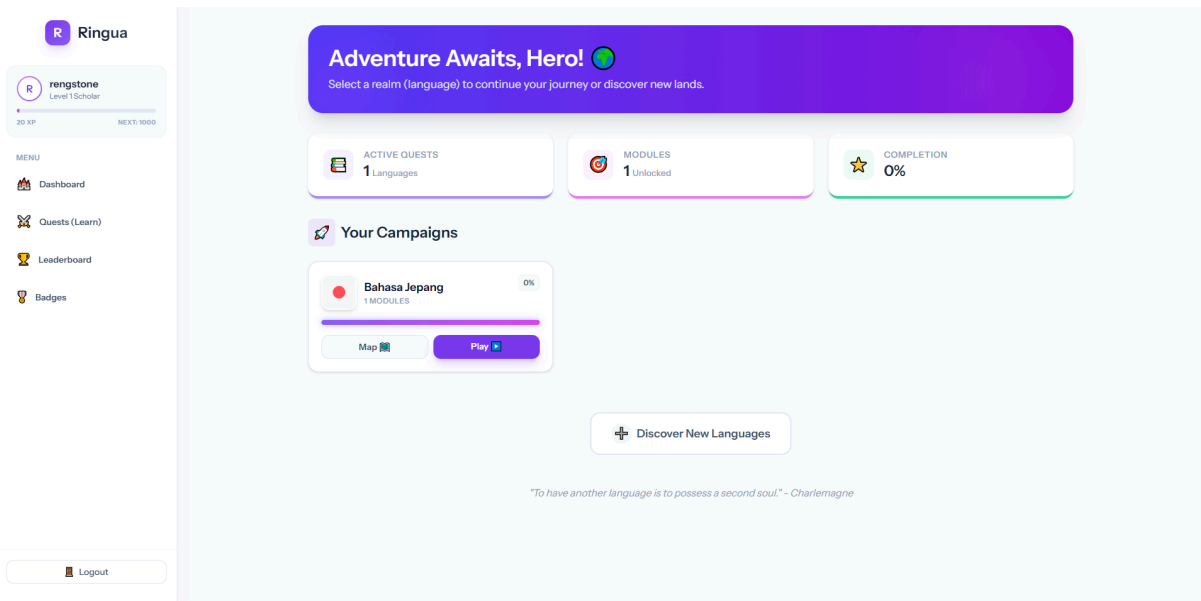 R Ringua
R rengstone
Level 1 Scholar
20 XP NEXT: 1000
MENU
Dashboard
Quests (Learn)
Leaderboard
Badges
Logout
Adventure Awaits, Hero!
Select a realm (language) to continue your journey or discover new lands.
ACTIVE QUESTS
1 Languages
MODULES
1 Unlocked
COMPLETION
0%
Your Campaigns
Bahasa Jepang 0%
1 MODULES
Map Play
Discover New Languages
"To have another language is to possess a second soul." - Charlemagne